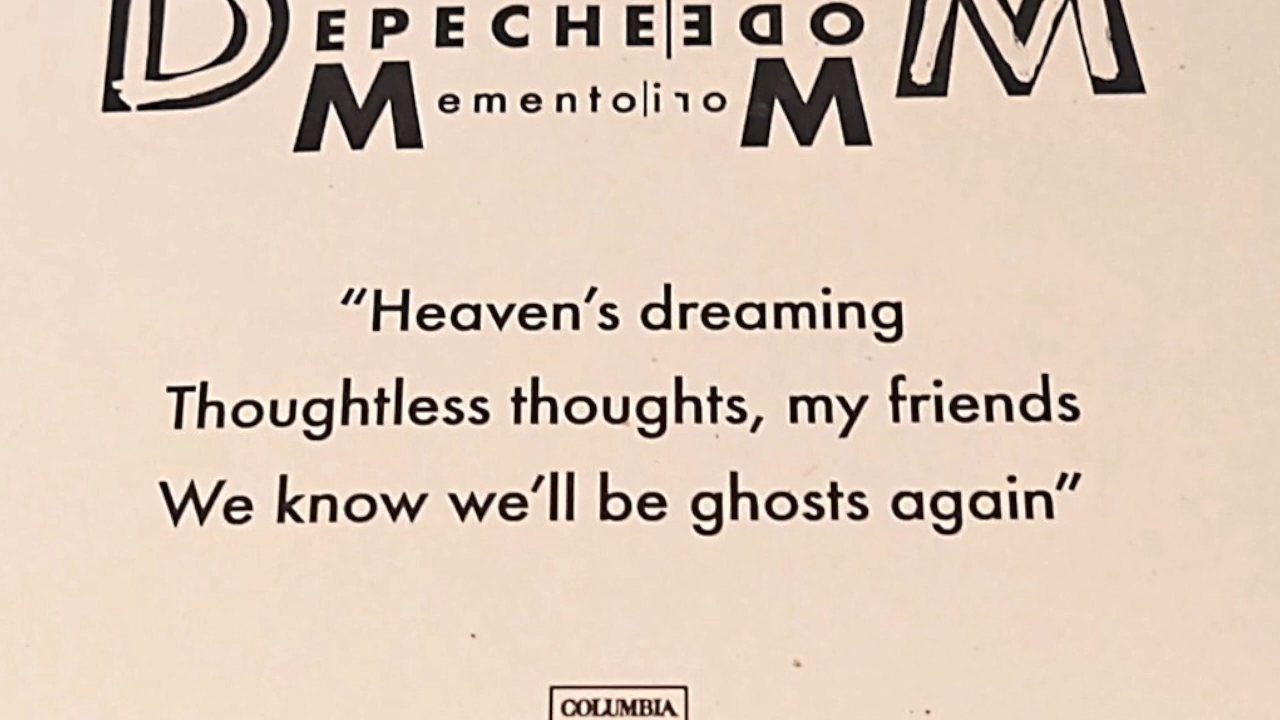 DEPECHE|MODE
Memento|Mori
“Heaven’s dreaming
Thoughtless thoughts, my friends
We know we’ll be ghosts again”
COLUMBIA